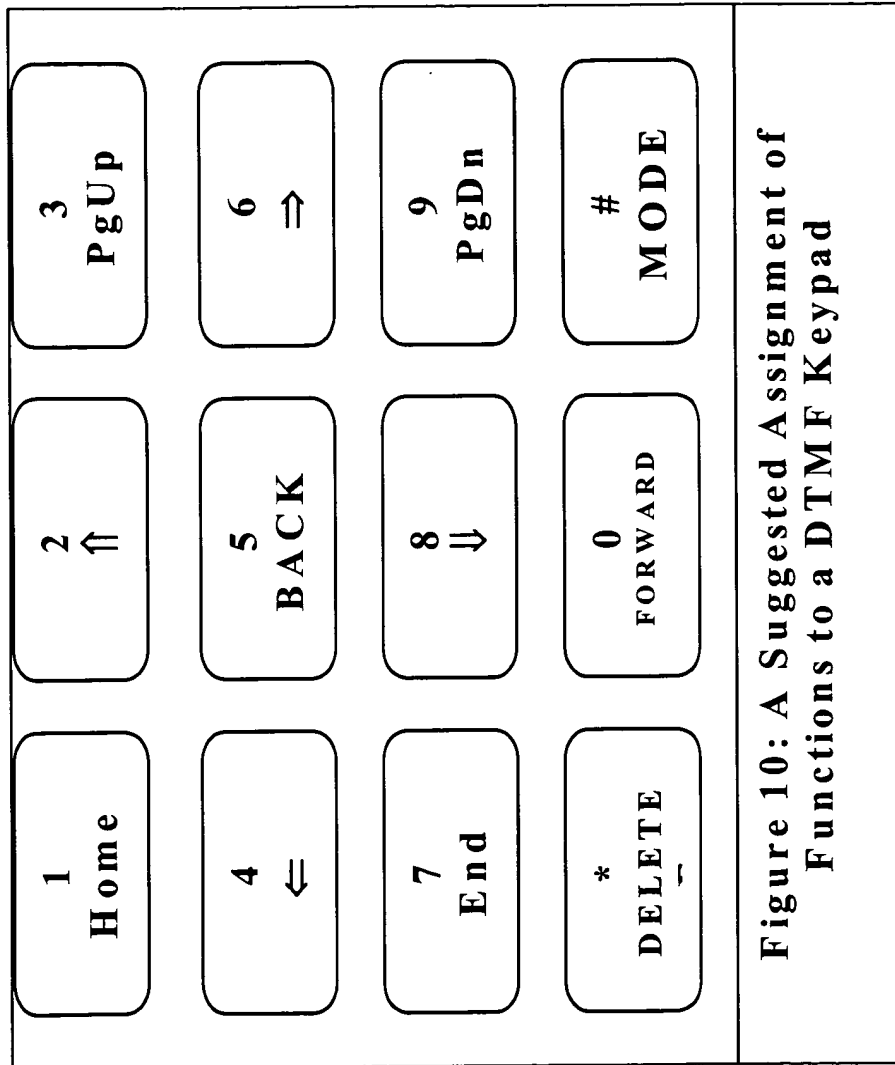 1
Home
2
⇑
3
PgUp
4
⇐
5
BACK
6
⇒
7
End
8
⇓
9
PgDn
*
DELETE
0
FORWARD
#
MODE
Figure 10: A Suggested Assignment of
Functions to a DTMF Keypad